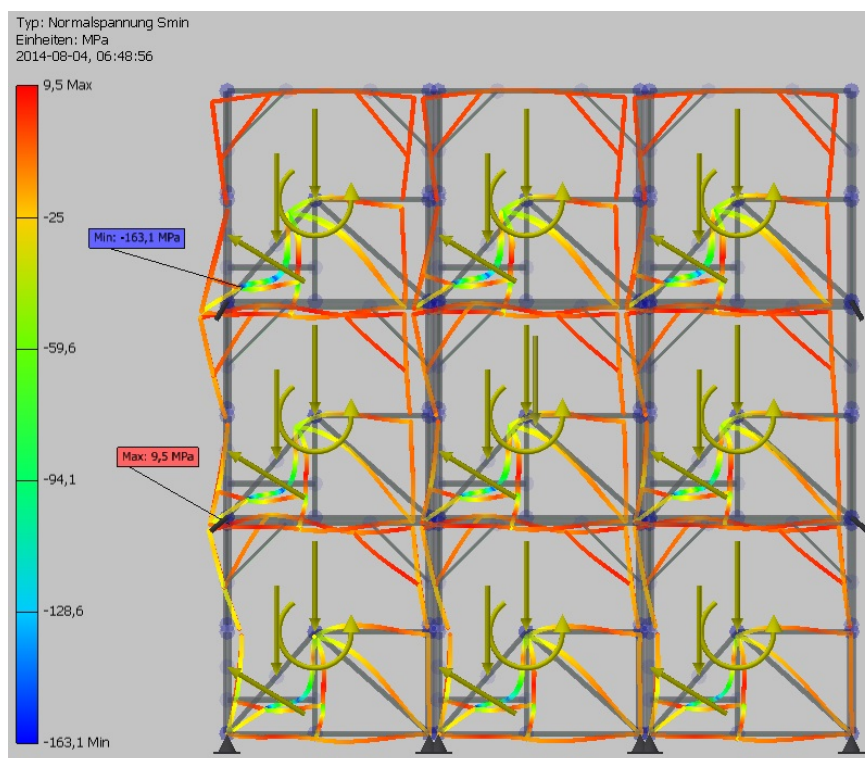 Typ: Normalspannung Smin
Einheiten: MPa
2014-08-04, 06:48:56
9,5 Max
-25
Min: -163,1 MPa
-59,6
Max: 9,5 MPa
-94,1
-128,6
-163,1 Min